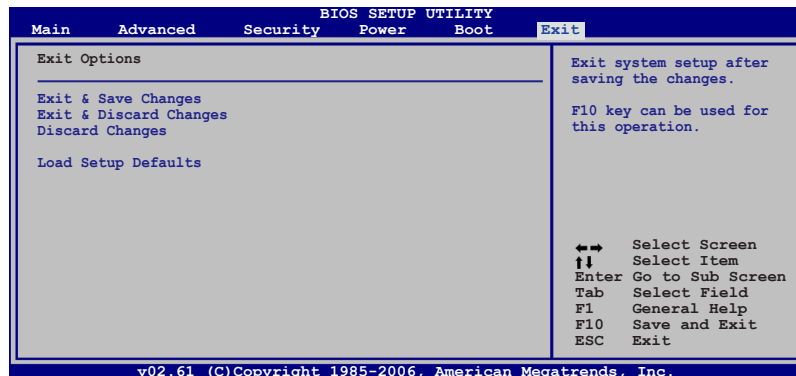 BIOS SETUP UTILITY
Main Advanced Security Power Boot Exit
Exit Options
Exit & Save Changes
Exit & Discard Changes
Discard Changes
Load Setup Defaults
Exit system setup after
saving the changes.
F10 key can be used for
this operation.
←→ Select Screen
↑↓ Select Item
Enter Go to Sub Screen
Tab Select Field
F1 General Help
F10 Save and Exit
ESC Exit
v02.61 (C)Copyright 1985-2006, American Megatrends, Inc.